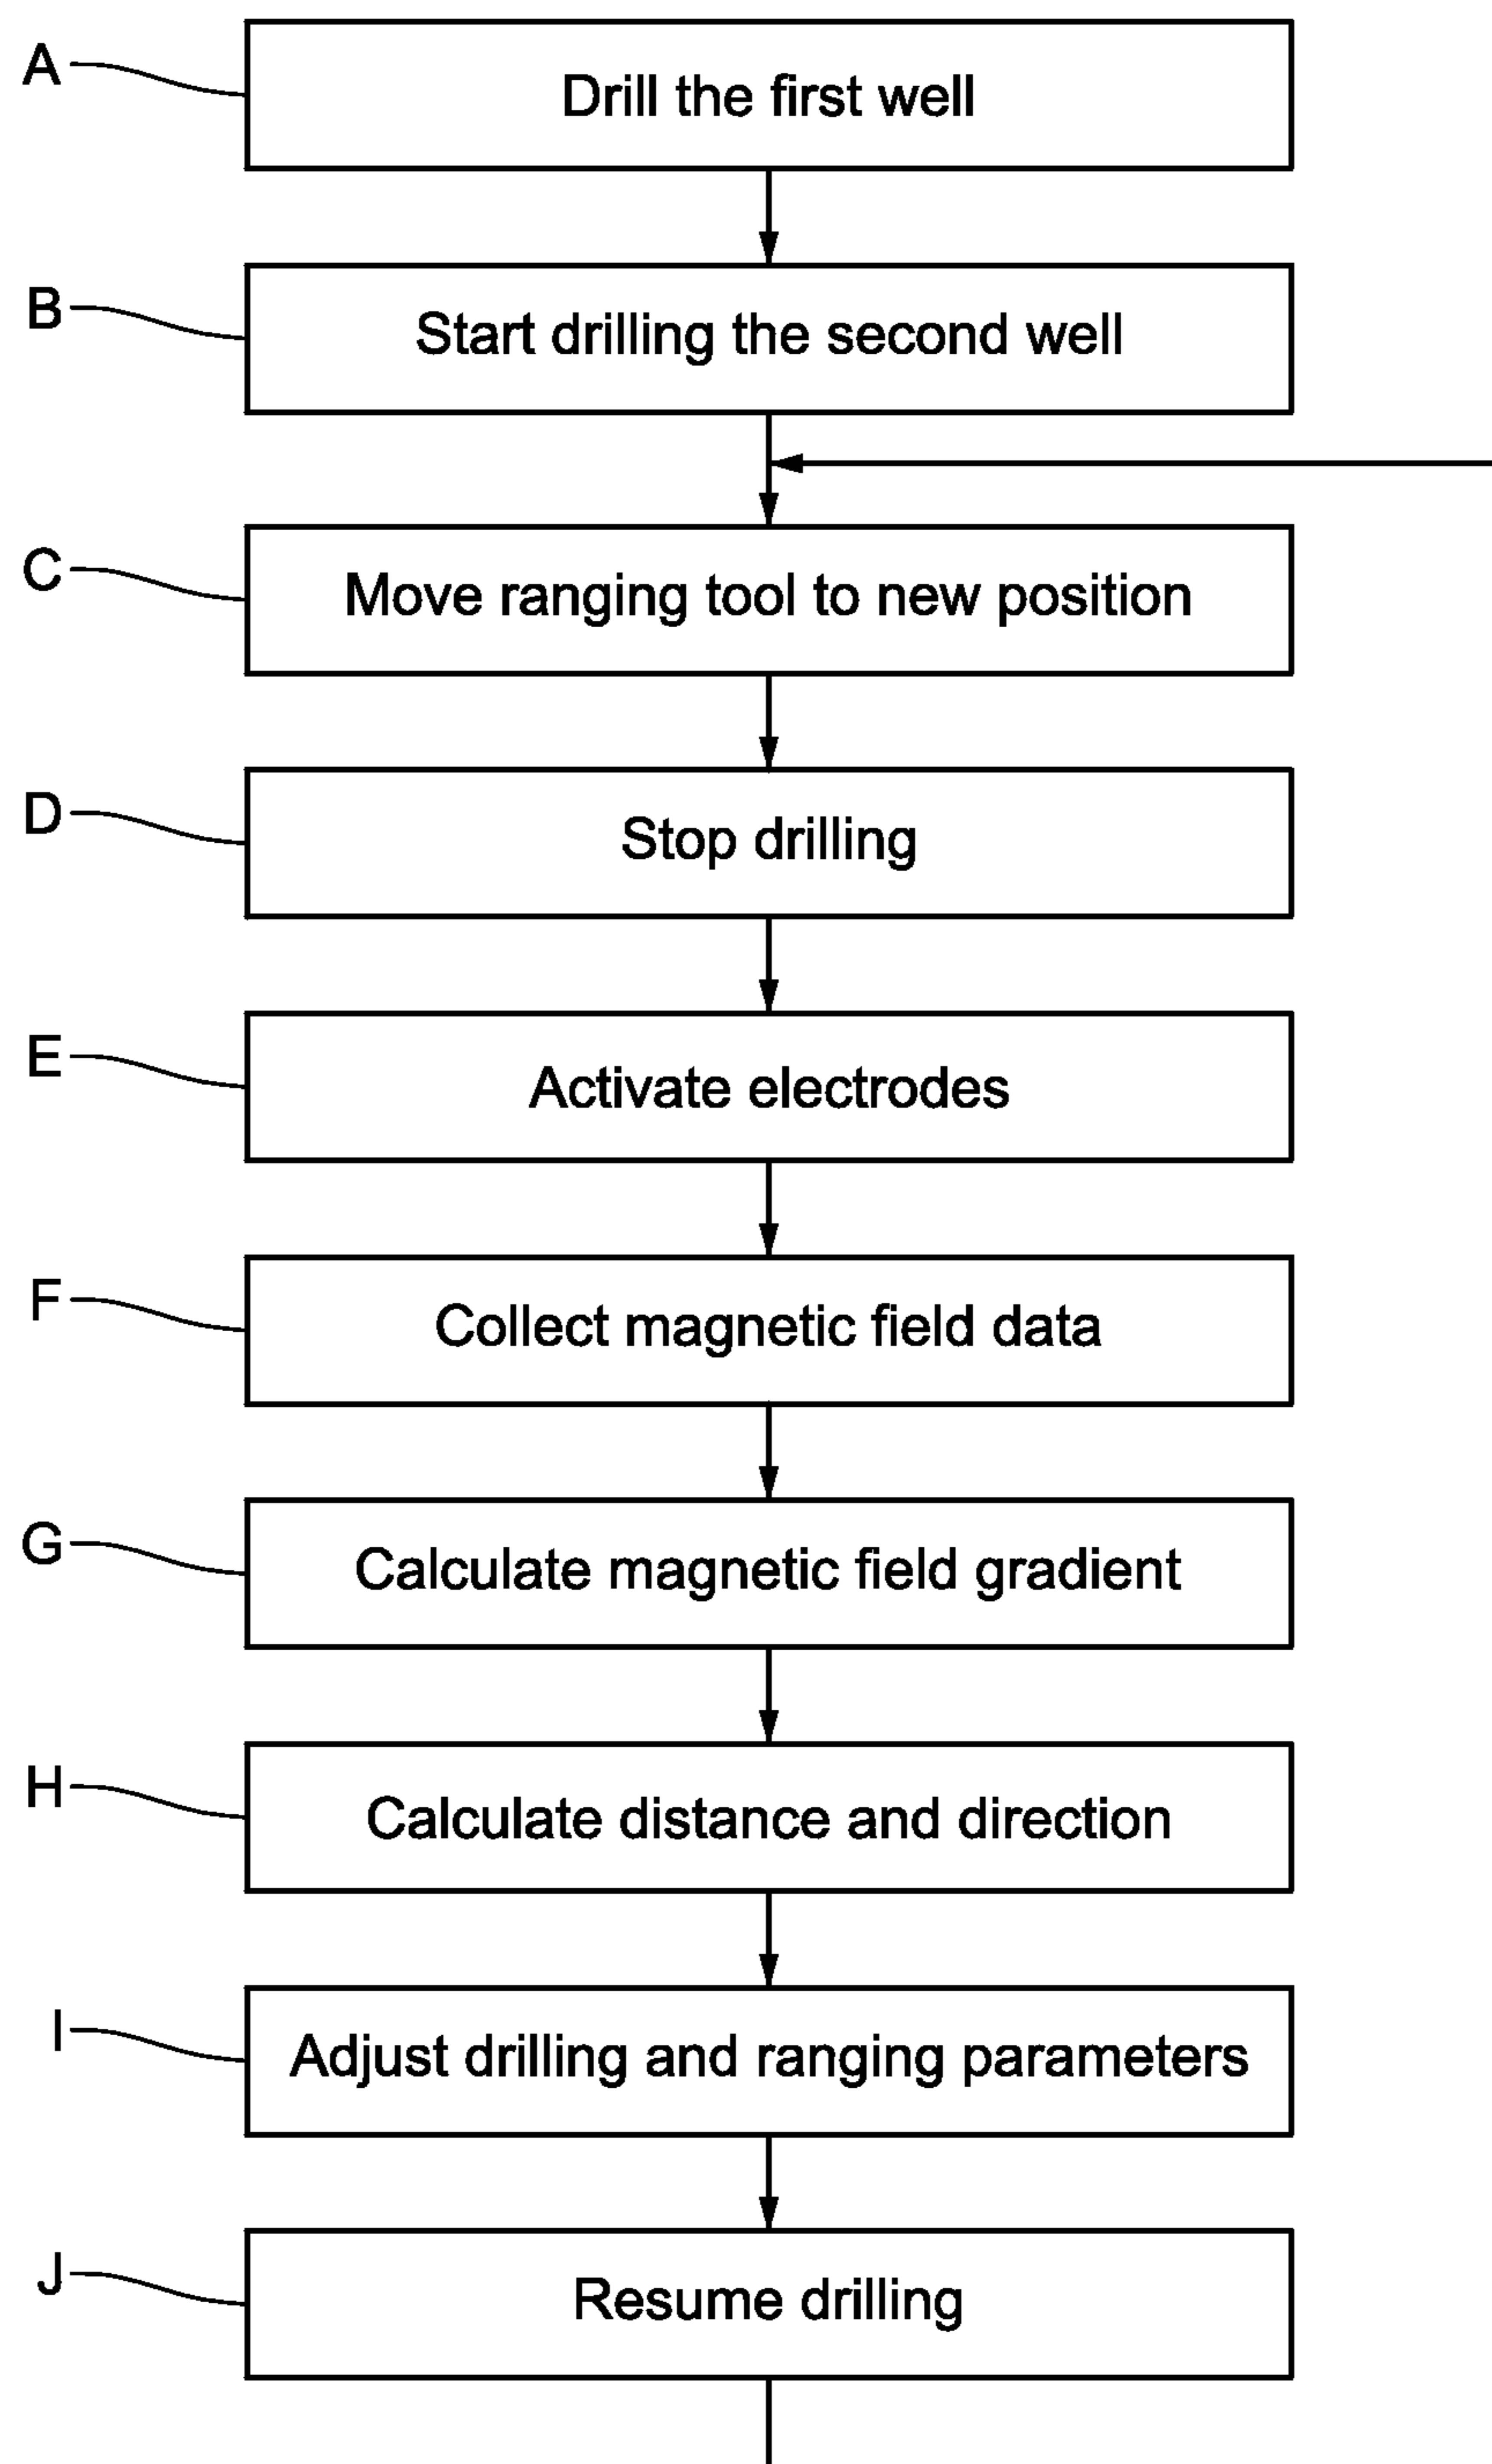 A
Drill the first well
B
Start drilling the second well
C
Move ranging tool to new position
D
Stop drilling
E
Activate electrodes
F
Collect magnetic field data
G
Calculate magnetic field gradient
H
Calculate distance and direction
I
Adjust drilling and ranging parameters
J
Resume drilling